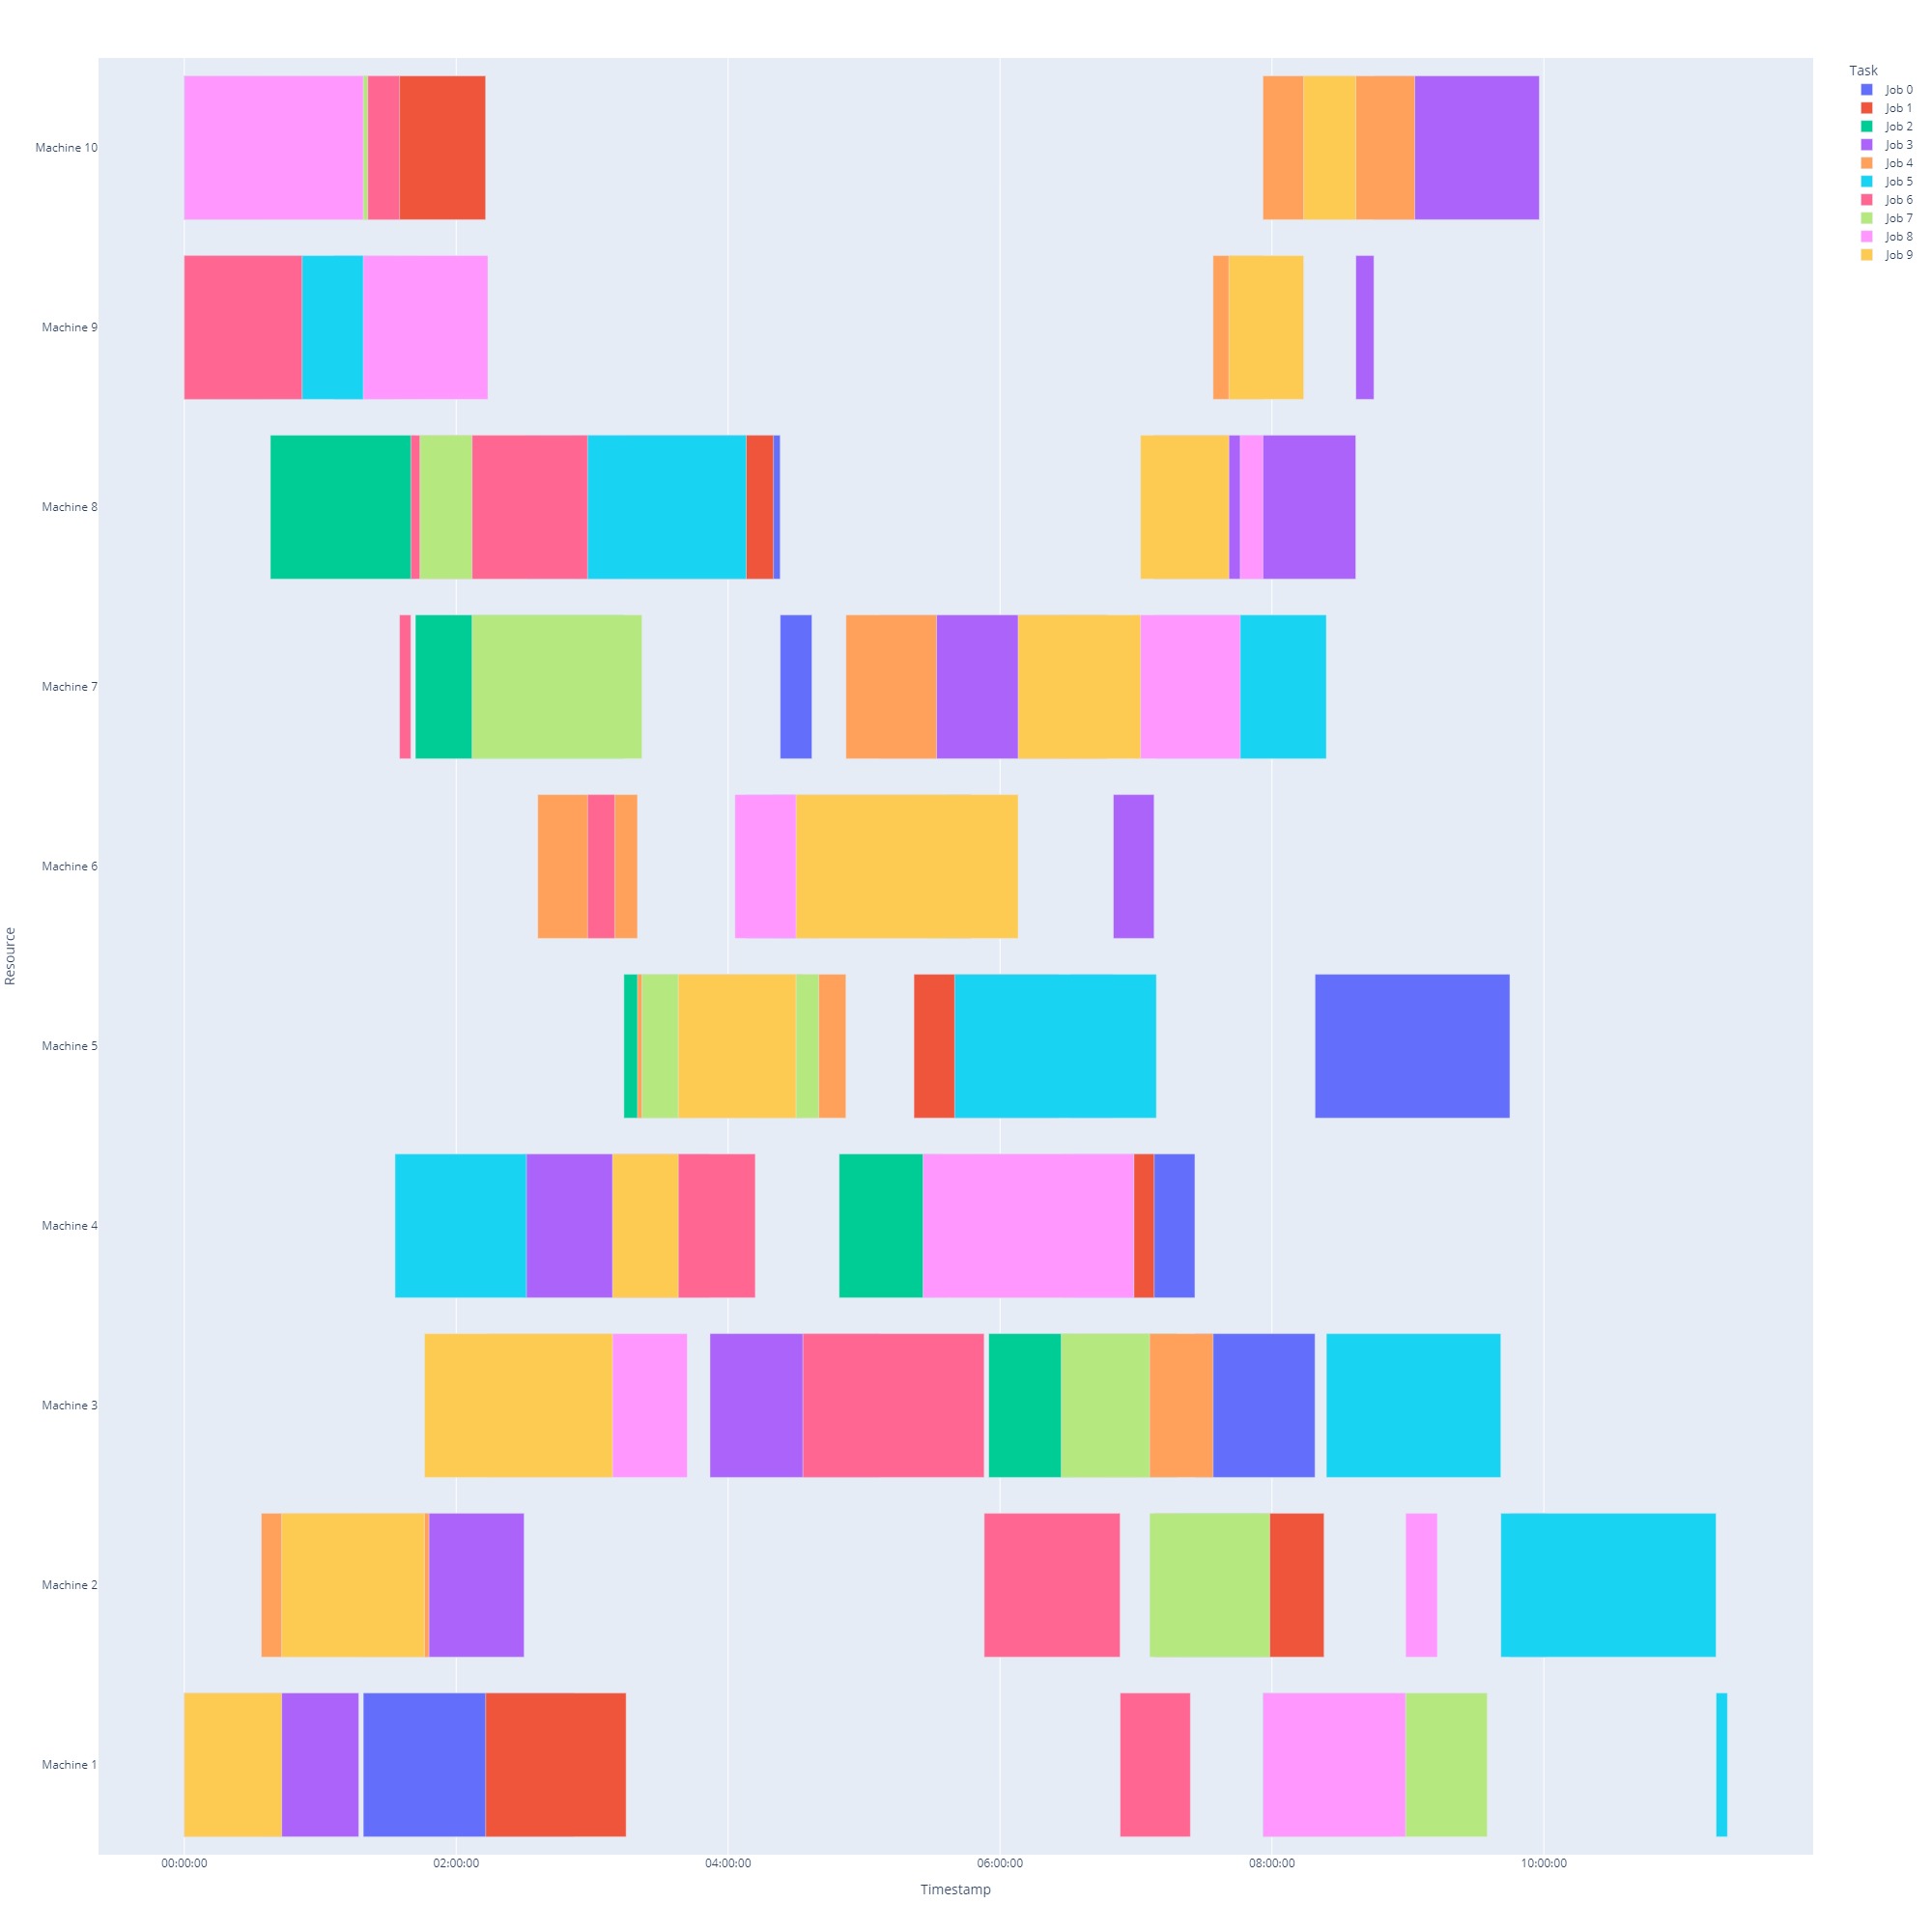 Task
Job 0
Job 1
Job 2
Job 3
Job 4
Job 5
Job 6
Job 7
Job 8
Job 9
Machine 10
Machine 9
Machine 8
Machine 7
Machine 6
Machine 5
Machine 4
Machine 3
Machine 2
Machine 1
Resource
00:00:00 02:00:00 04:00:00 06:00:00 08:00:00 10:00:00
Timestamp